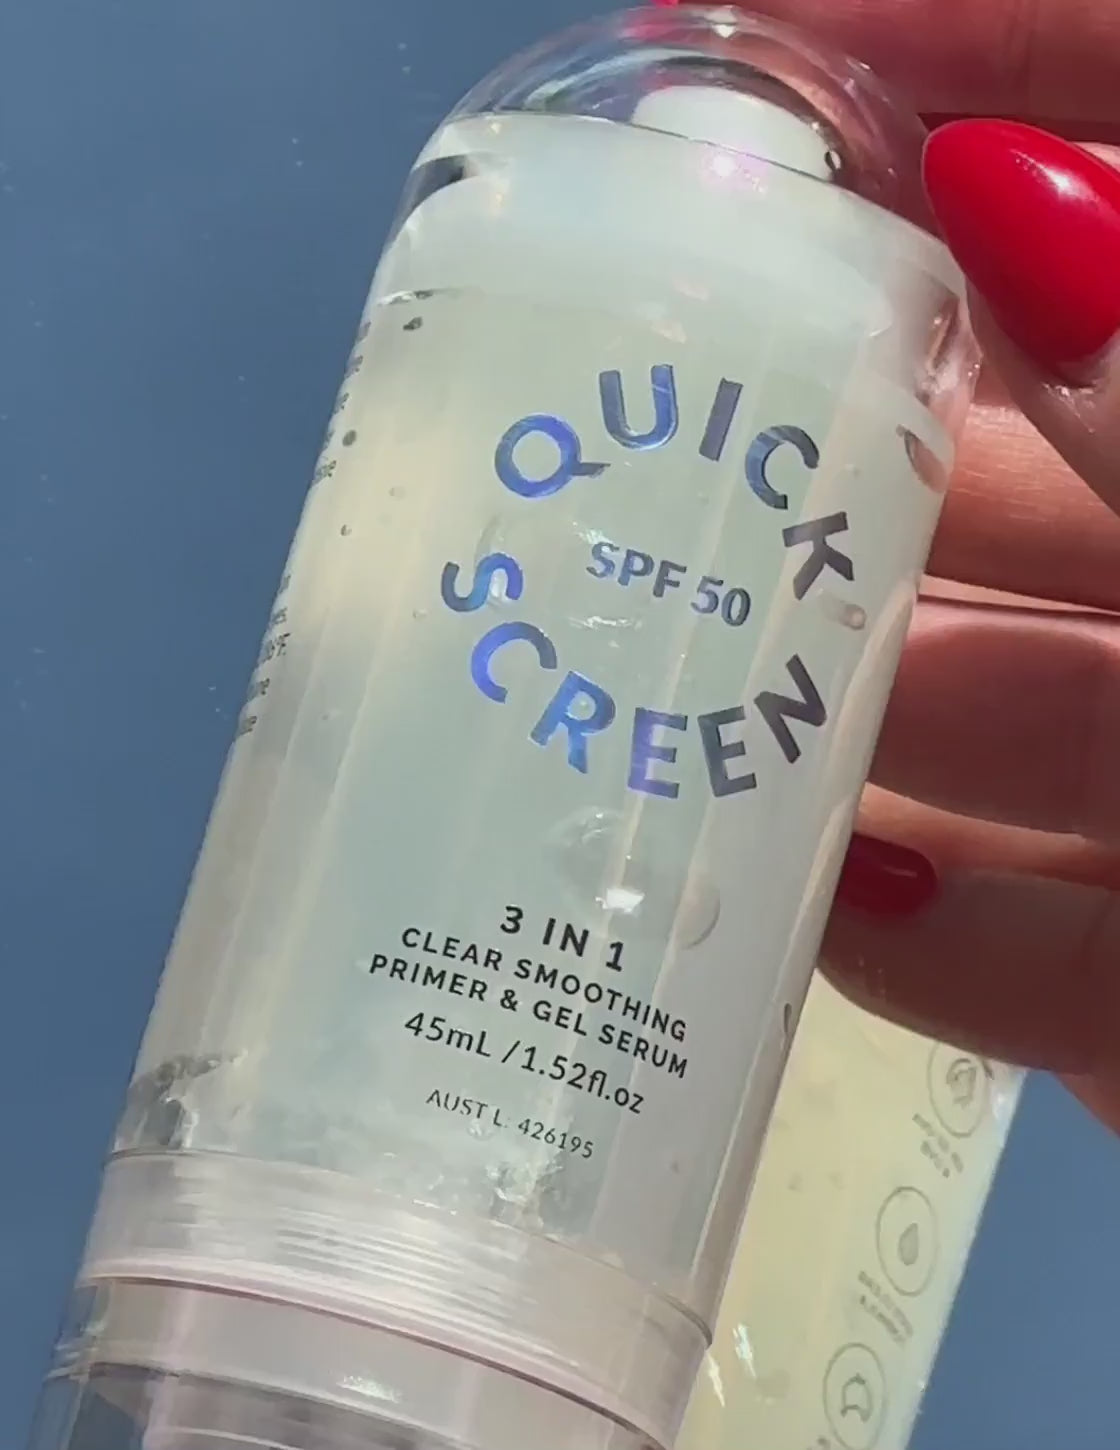 QUICK
SPF 50
SCREEN
3 IN 1
CLEAR SMOOTHING
PRIMER & GEL SERUM
45mL / 1.52fl.oz
AUST L: 426195